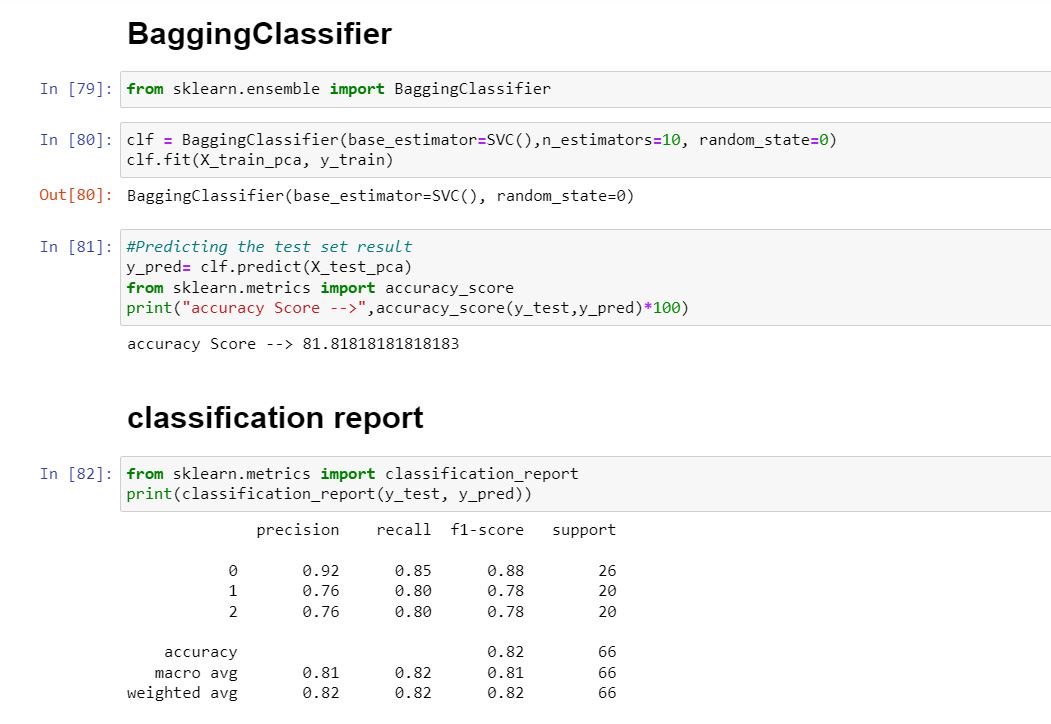 BaggingClassifier
In [79]: from sklearn.ensemble import BaggingClassifier
In [80]: clf = BaggingClassifier(base_estimator=SVC(),n_estimators=10, random_state=0)
clf.fit(X_train_pca, y_train)
Out[80]: BaggingClassifier(base_estimator=SVC(), random_state=0)
In [81]: #Predicting the test set result
y_pred= clf.predict(X_test_pca)
from sklearn.metrics import accuracy_score
print("accuracy Score -->",accuracy_score(y_test,y_pred)*100)
accuracy Score --> 81.81818181818183
classification report
In [82]: from sklearn.metrics import classification_report
print(classification_report(y_test, y_pred))
precision recall f1-score support
0 0.92 0.85 0.88 26
1 0.76 0.80 0.78 20
2 0.76 0.80 0.78 20
accuracy 0.82 66
macro avg 0.81 0.82 0.81 66
weighted avg 0.82 0.82 0.82 66